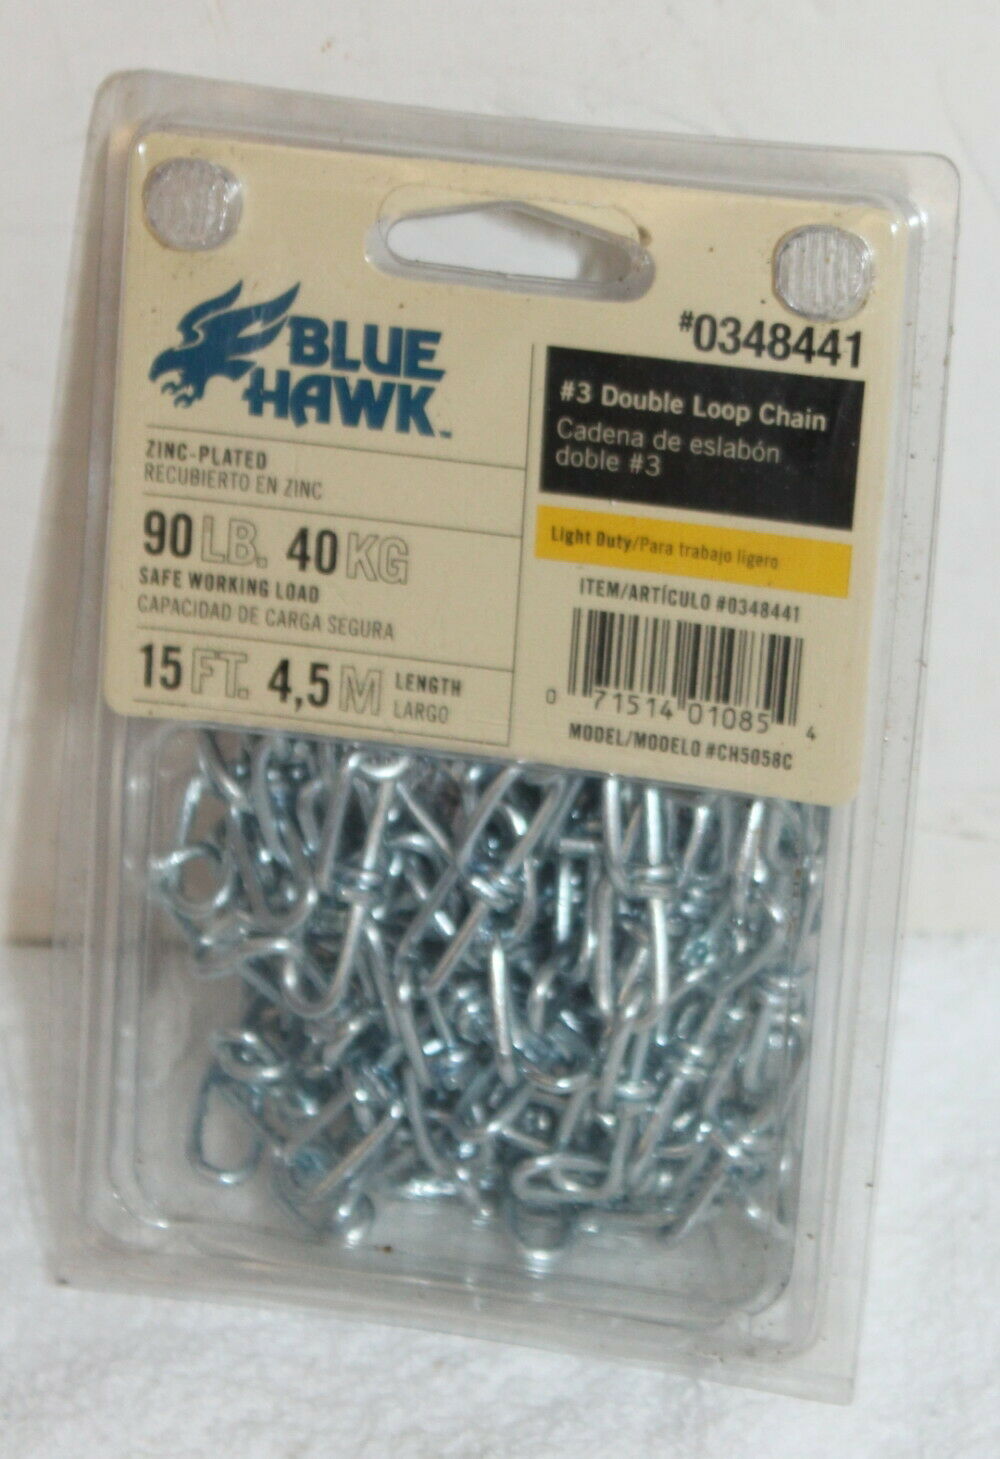 BLUE
HAWK™
ZINC-PLATED
RECUBIERTO EN ZINC
90 LB. 40 KG
SAFE WORKING LOAD
CAPACIDAD DE CARGA SEGURA
15 FT. 4,5 M LENGTH
LARGO
#0348441
#3 Double Loop Chain
Cadena de eslabón
doble #3
Light Duty/Para trabajo ligero
ITEM/ARTÍCULO #0348441
0 71514 01085 4
MODEL/MODELO #CH5058C